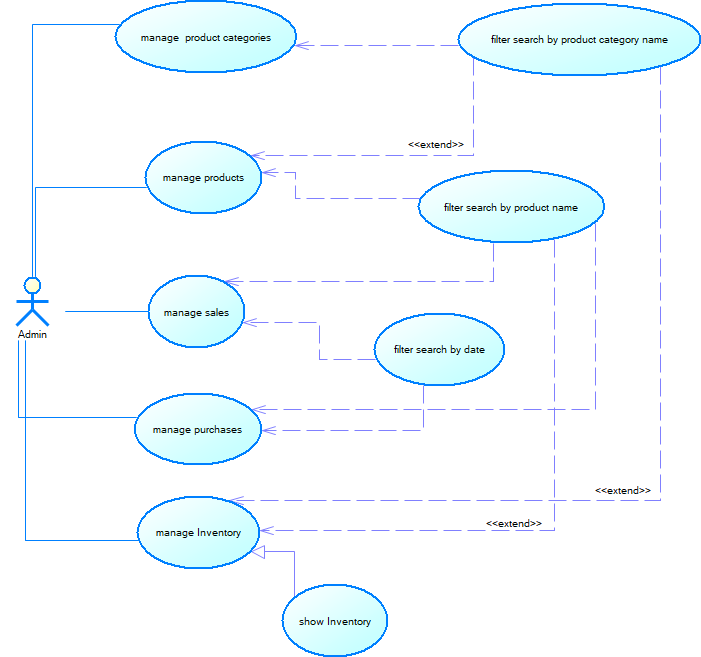 manage  product categories
filter search by product category name
<<extend>>
manage products
filter search by product name
Admin
manage sales
filter search by date
manage purchases
<<extend>>
<<extend>>
manage Inventory
show Inventory